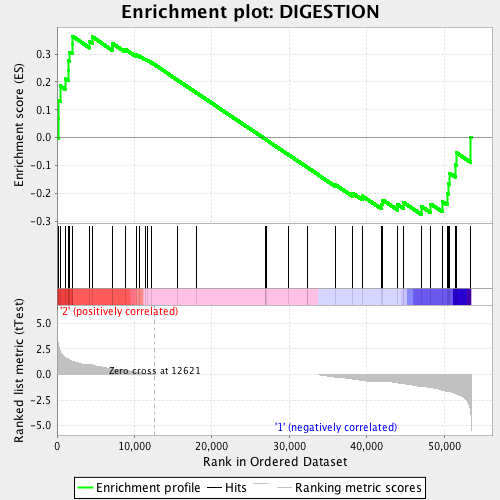 Enrichment plot: DIGESTION
Enrichment score (ES)
0.3
0.2
0.1
0.0
-0.1
-0.2
-0.3
'2' (positively correlated)
Ranked list metric (tTest)
5.0
2.5
0.0
-2.5
-5.0
Zero cross at 12621
'1' (negatively correlated)
0
10,000
20,000
30,000
40,000
50,000
Rank in Ordered Dataset
Enrichment profile
Hits
Ranking metric scores